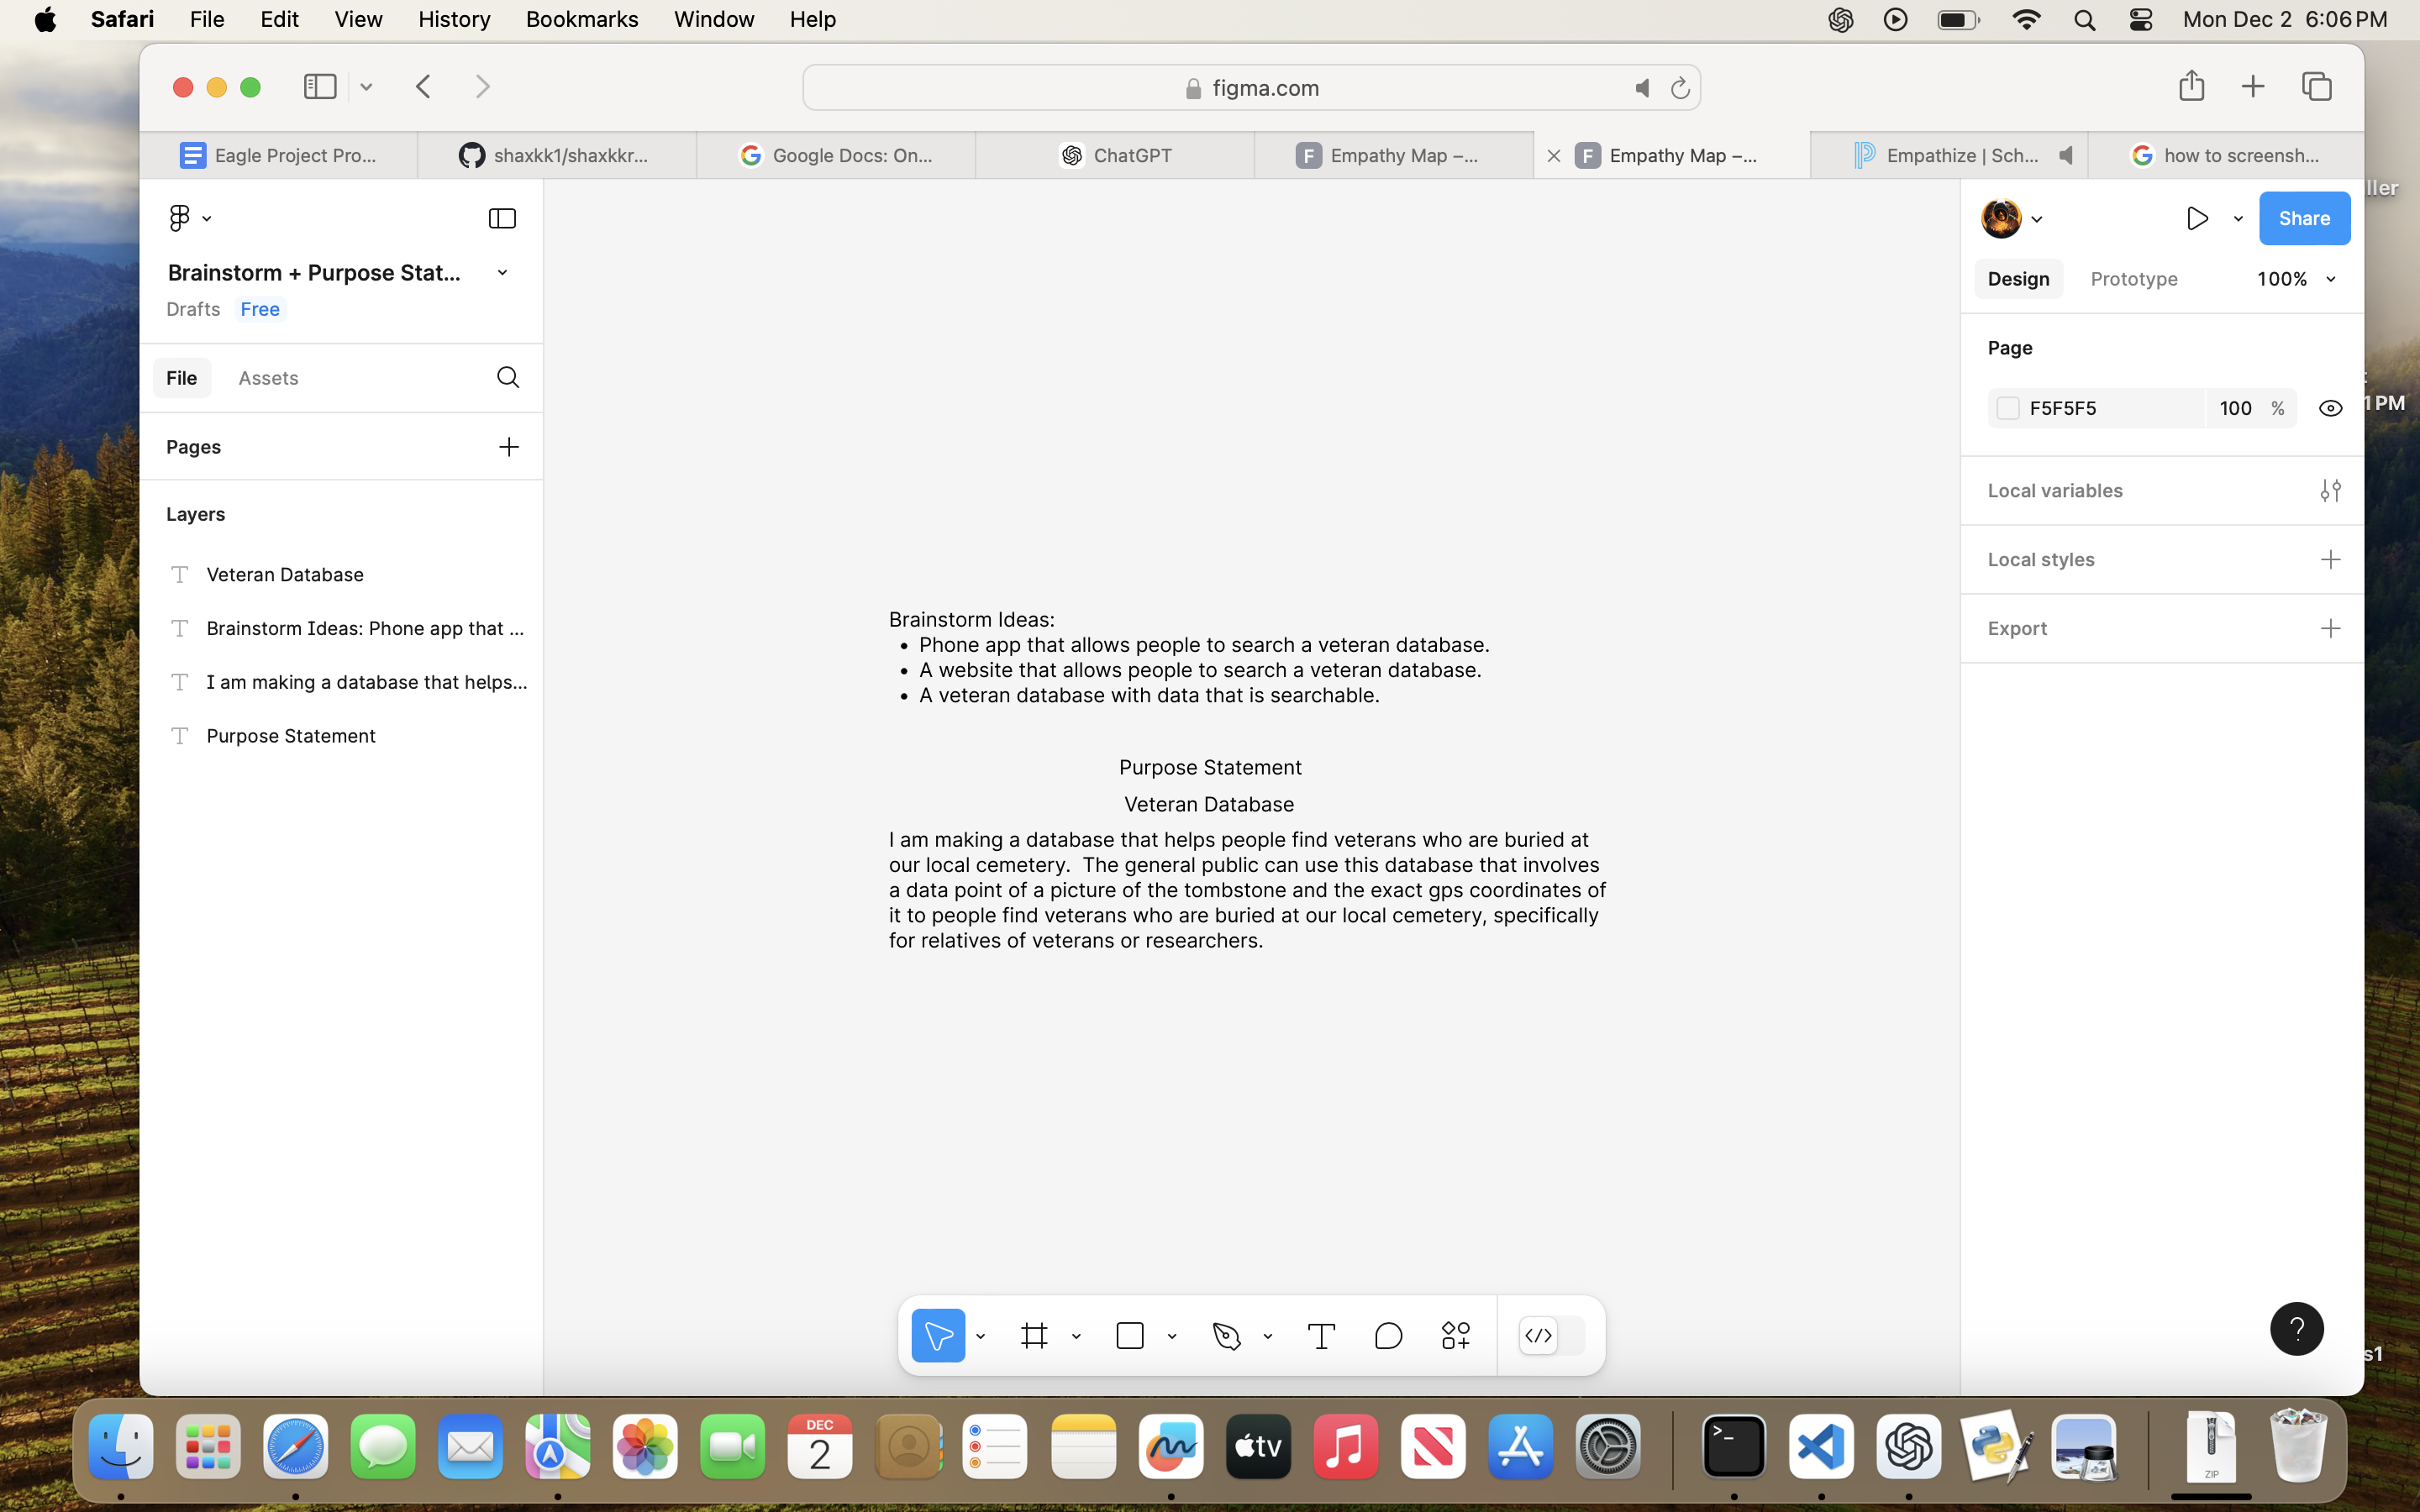 Safari File Edit View History Bookmarks Window Help Mon Dec 2 6:06 PM
figma.com
Eagle Project Pro... shaxkk1/shaxkkr... Google Docs: On... ChatGPT Empathy Map –... Empathy Map –... Empathize | Sch... how to screensh...
ller
Brainstorm + Purpose Stat...
Drafts Free
File Assets
Pages
Layers
Veteran Database
Brainstorm Ideas: Phone app that ...
I am making a database that helps...
Purpose Statement
Brainstorm Ideas:
• Phone app that allows people to search a veteran database.
• A website that allows people to search a veteran database.
• A veteran database with data that is searchable.
Purpose Statement
Veteran Database
I am making a database that helps people find veterans who are buried at
our local cemetery.  The general public can use this database that involves
a data point of a picture of the tombstone and the exact gps coordinates of
it to people find veterans who are buried at our local cemetery, specifically
for relatives of veterans or researchers.
Share
Design Prototype 100%
Page
F5F5F5 100 %
1 PM
Local variables
Local styles
Export
?
s1
DEC
2
tv
ZIP